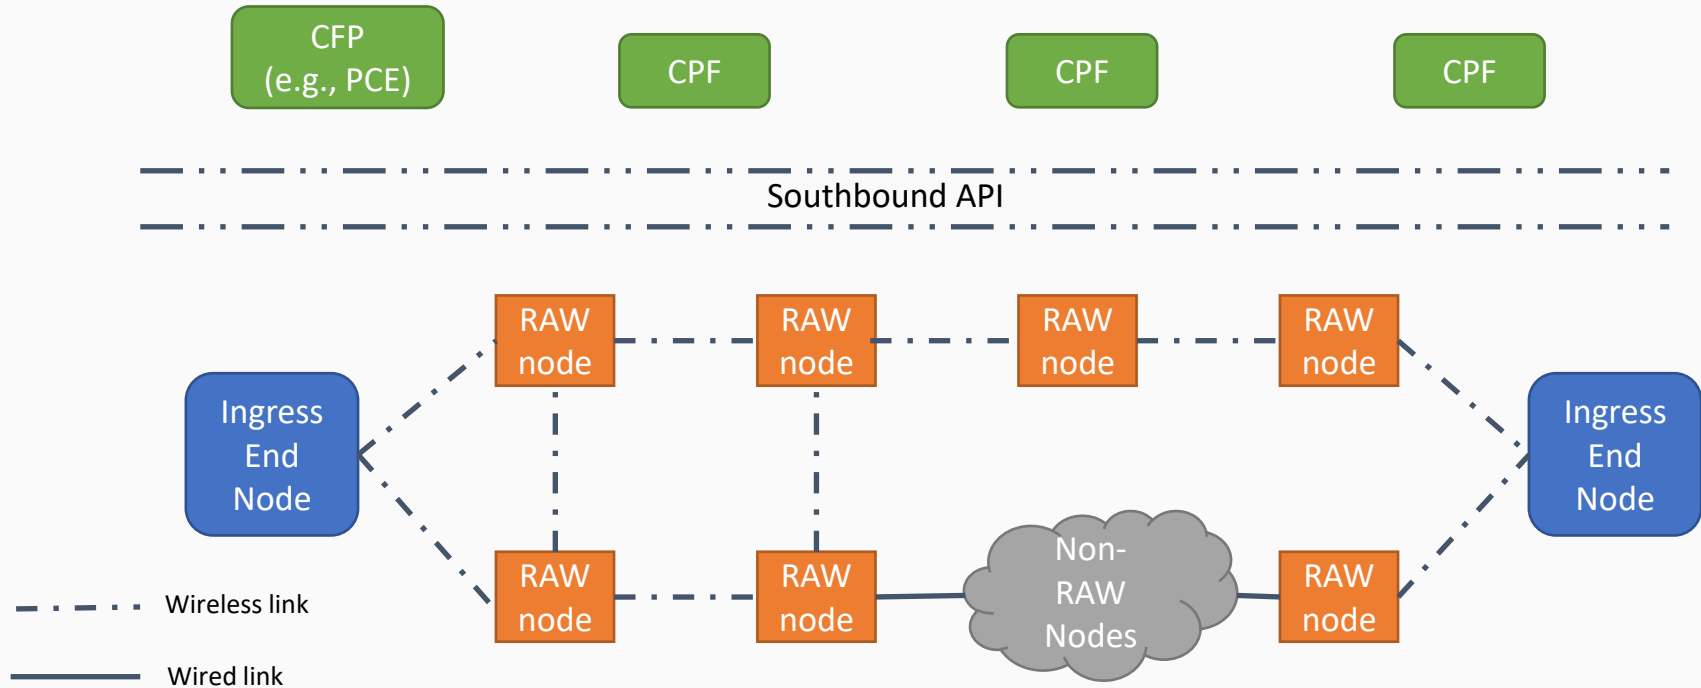 CFP
(e.g., PCE)
CPF
CPF
CPF
Southbound API
RAW
node
RAW
node
RAW
node
RAW
node
Ingress
End
Node
Ingress
End
Node
RAW
node
RAW
node
Non-
RAW
Nodes
RAW
node
Wireless link
Wired link